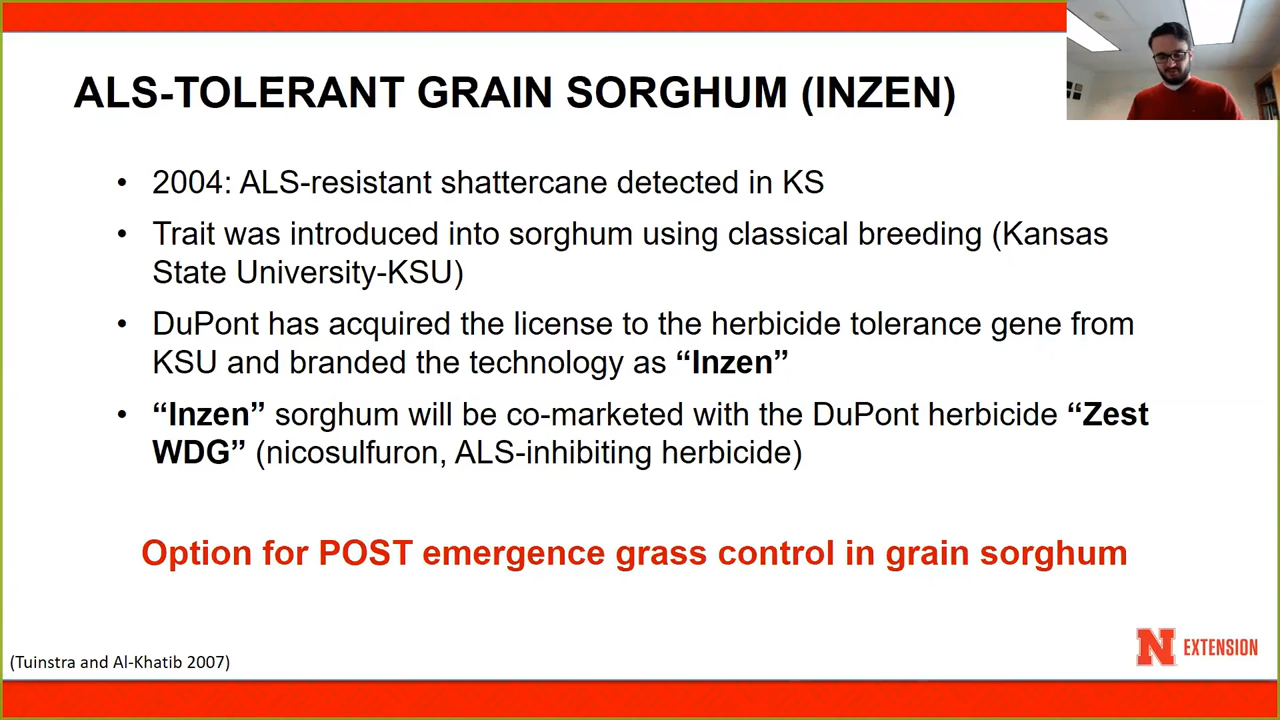 ALS-TOLERANT GRAIN SORGHUM (INZEN)
• 2004: ALS-resistant shattercane detected in KS
• Trait was introduced into sorghum using classical breeding (Kansas
State University-KSU)
• DuPont has acquired the license to the herbicide tolerance gene from
KSU and branded the technology as “Inzen”
• “Inzen” sorghum will be co-marketed with the DuPont herbicide “Zest
WDG” (nicosulfuron, ALS-inhibiting herbicide)
Option for POST emergence grass control in grain sorghum
(Tuinstra and Al-Khatib 2007)
N EXTENSION